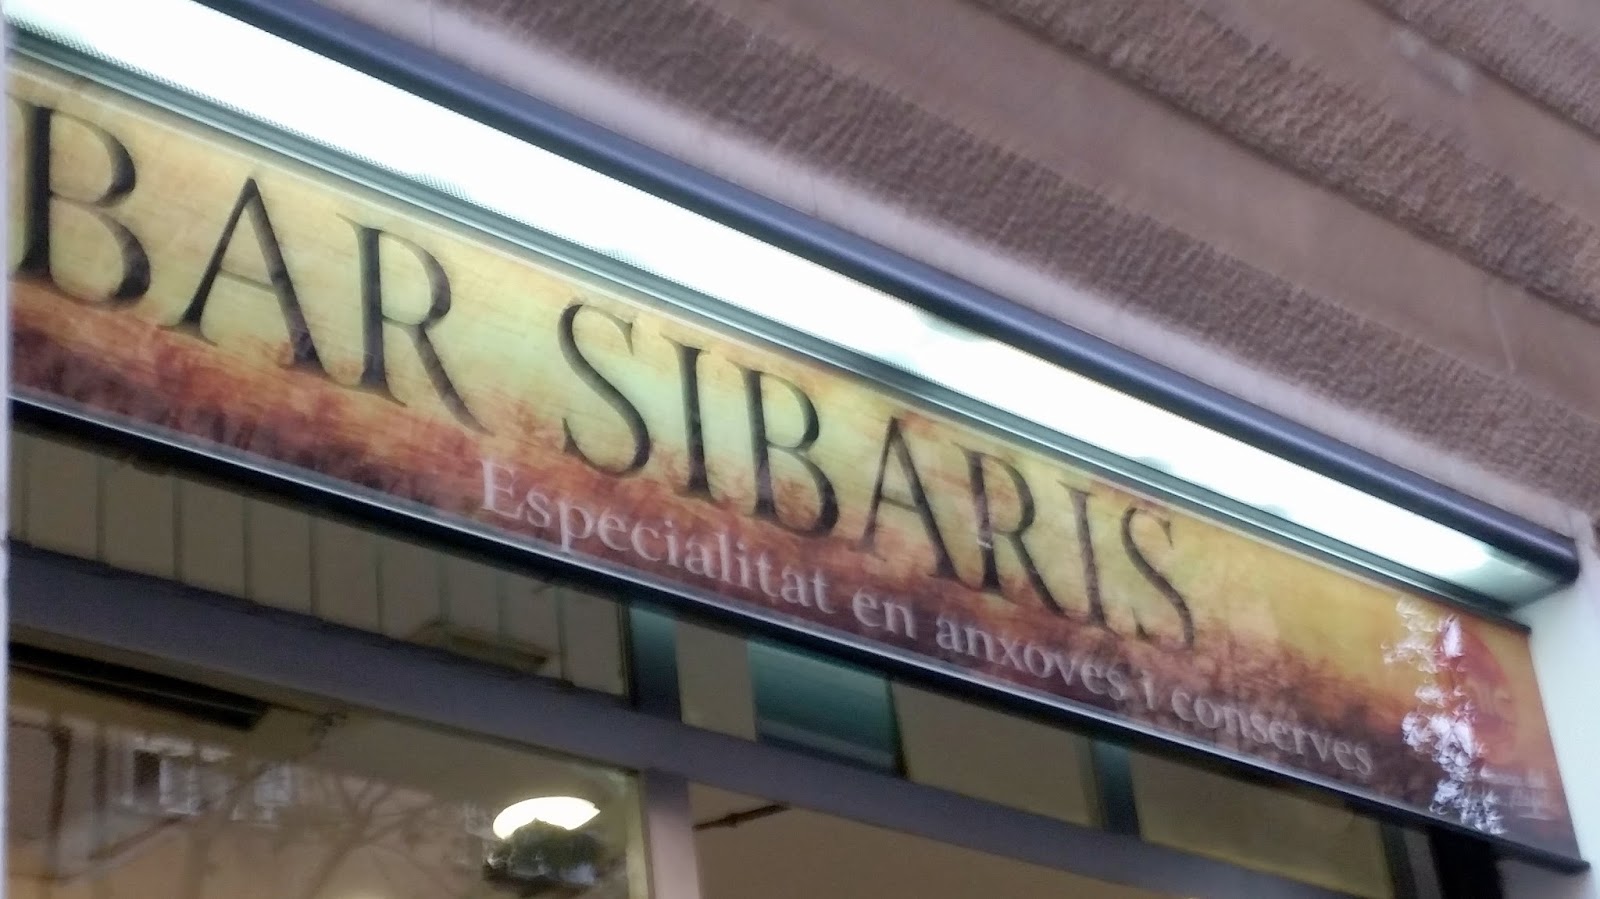 BAR SIBARIS
Especialitat en anxoves i conserves